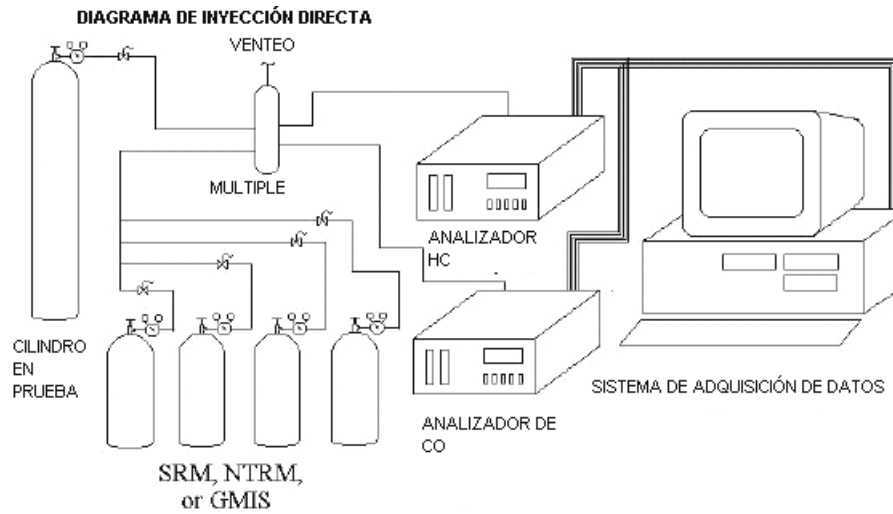 DIAGRAMA DE INYECCIÓN DIRECTA
VENTEO
MULTIPLE
ANALIZADOR
HC
CILINDRO
EN
PRUEBA
ANALIZADOR DE
CO
SISTEMA DE ADQUISICIÓN DE DATOS
SRM, NTRM,
or GMIS